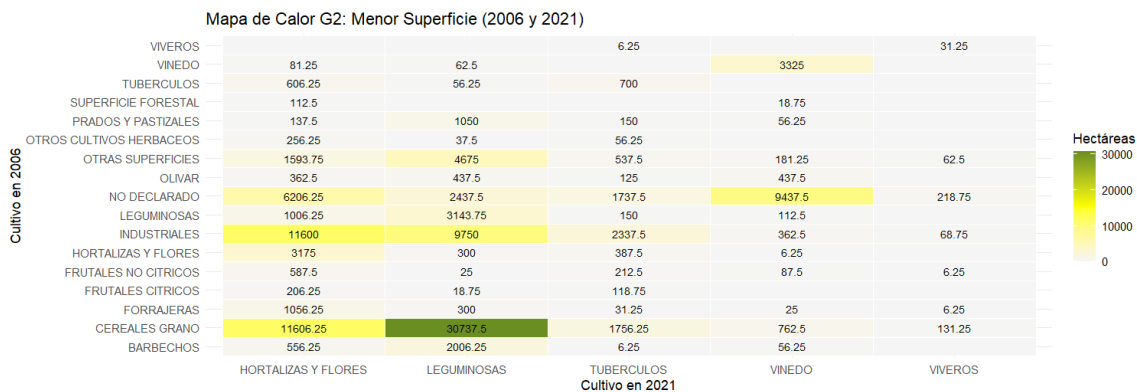 Mapa de Calor G2: Menor Superficie (2006 y 2021)
VIVEROS 6.25 31.25
VINEDO 81.25 62.5 3325
TUBERCULOS 606.25 56.25 700
SUPERFICIE FORESTAL 112.5 18.75
PRADOS Y PASTIZALES 137.5 1050 150 56.25
OTROS CULTIVOS HERBACEOS 256.25 37.5 56.25
OTRAS SUPERFICIES 1593.75 4675 537.5 181.25 62.5
OLIVAR 362.5 437.5 125 437.5
NO DECLARADO 6206.25 2437.5 1737.5 9437.5 218.75
LEGUMINOSAS 1006.25 3143.75 150 112.5
INDUSTRIALES 11600 9750 2337.5 362.5 68.75
HORTALIZAS Y FLORES 3175 300 387.5 6.25
FRUTALES NO CITRICOS 587.5 25 212.5 87.5 6.25
FRUTALES CITRICOS 206.25 18.75 118.75
FORRAJERAS 1056.25 300 31.25 25 6.25
CEREALES GRANO 11606.25 30737.5 1756.25 762.5 131.25
BARBECHOS 556.25 2006.25 6.25 56.25
HORTALIZAS Y FLORES LEGUMINOSAS TUBERCULOS VINEDO VIVEROS
Cultivo en 2021
Cultivo en 2006
Hectáreas
30000
20000
10000
0